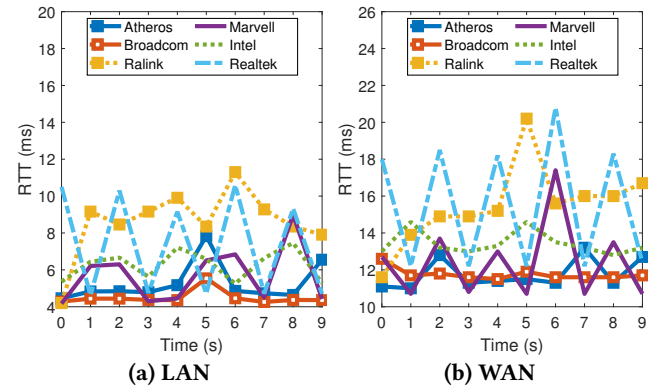 20
18
16
14
12
10
8
6
4
RTT (ms)
Atheros
Broadcom
Ralink
Marvell
Intel
Realtek
0 1 2 3 4 5 6 7 8 9
Time (s)
(a) LAN
26
24
22
20
18
16
14
12
10
RTT (ms)
Atheros
Broadcom
Ralink
Marvell
Intel
Realtek
0 1 2 3 4 5 6 7 8 9
Time (s)
(b) WAN